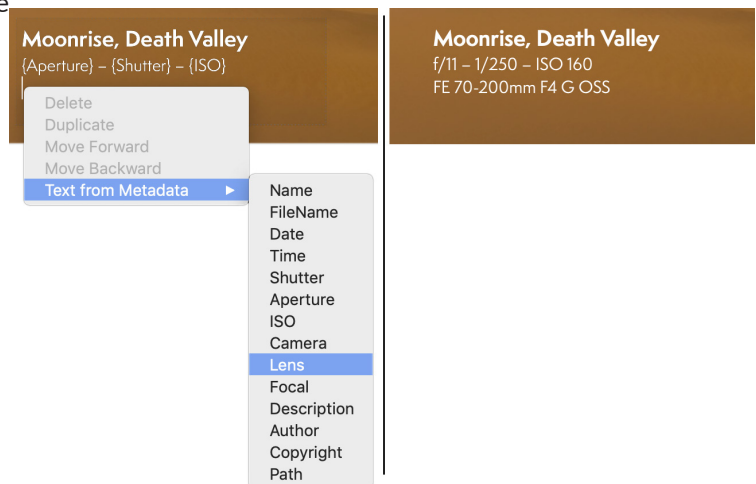 e
Moonrise, Death Valley
{Aperture} – {Shutter} – {ISO}
Delete
Duplicate
Move Forward
Move Backward
Text from Metadata
Name
FileName
Date
Time
Shutter
Aperture
ISO
Camera
Lens
Focal
Description
Author
Copyright
Path
Moonrise, Death Valley
f/11 – 1/250 – ISO 160
FE 70-200mm F4 G OSS